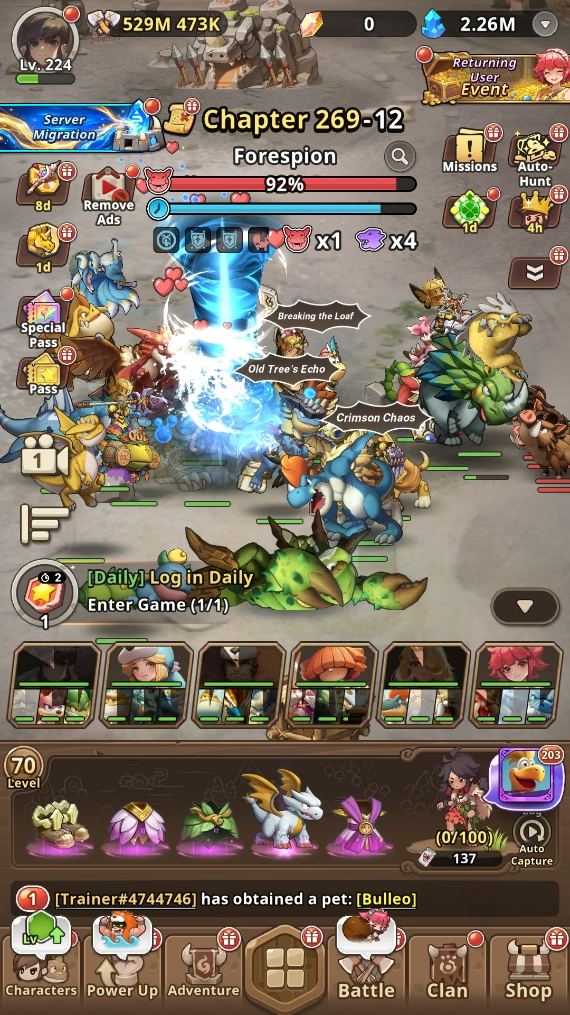 529M 473K
0
2.26M
Lv. 224
Returning
User
Event
Server
Migration
Chapter 269-12
Forespion
92%
x1
x4
8d
Remove
Ads
1d
Special
Pass
Pass
Missions
Auto-
Hunt
1d
4h
Breaking the Loaf
Old Tree's Echo
Crimson Chaos
1
2
1
[Daily] Log in Daily
Enter Game (1/1)
70
Level
203
(0/100)
137
Auto
Capture
1
[Trainer#4744746] has obtained a pet: [Bulleo]
Lv
Characters
Power Up
Adventure
Battle
Clan
Shop